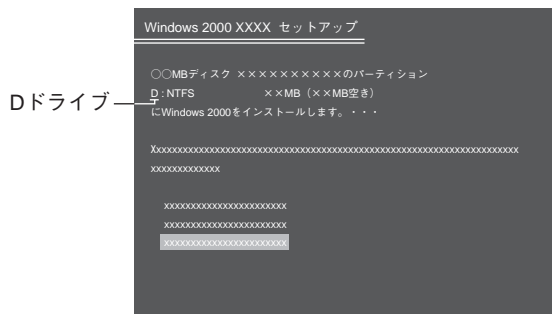 Windows 2000 XXXX セットアップ
○○MBディスク ××××××××××のパーティション
Dドライブ
D : NTFS ××MB（××MB空き）
にWindows 2000をインストールします。・・・
Xxxxxxxxxxxxxxxxxxxxxxxxxxxxxxxxxxxxxxxxxxxxxxxxxxxxxxxxxxxxxxxxxxxxxx
xxxxxxxxxxxxx
xxxxxxxxxxxxxxxxxxxxxxx
xxxxxxxxxxxxxxxxxxxxxxx
xxxxxxxxxxxxxxxxxxxxxxx